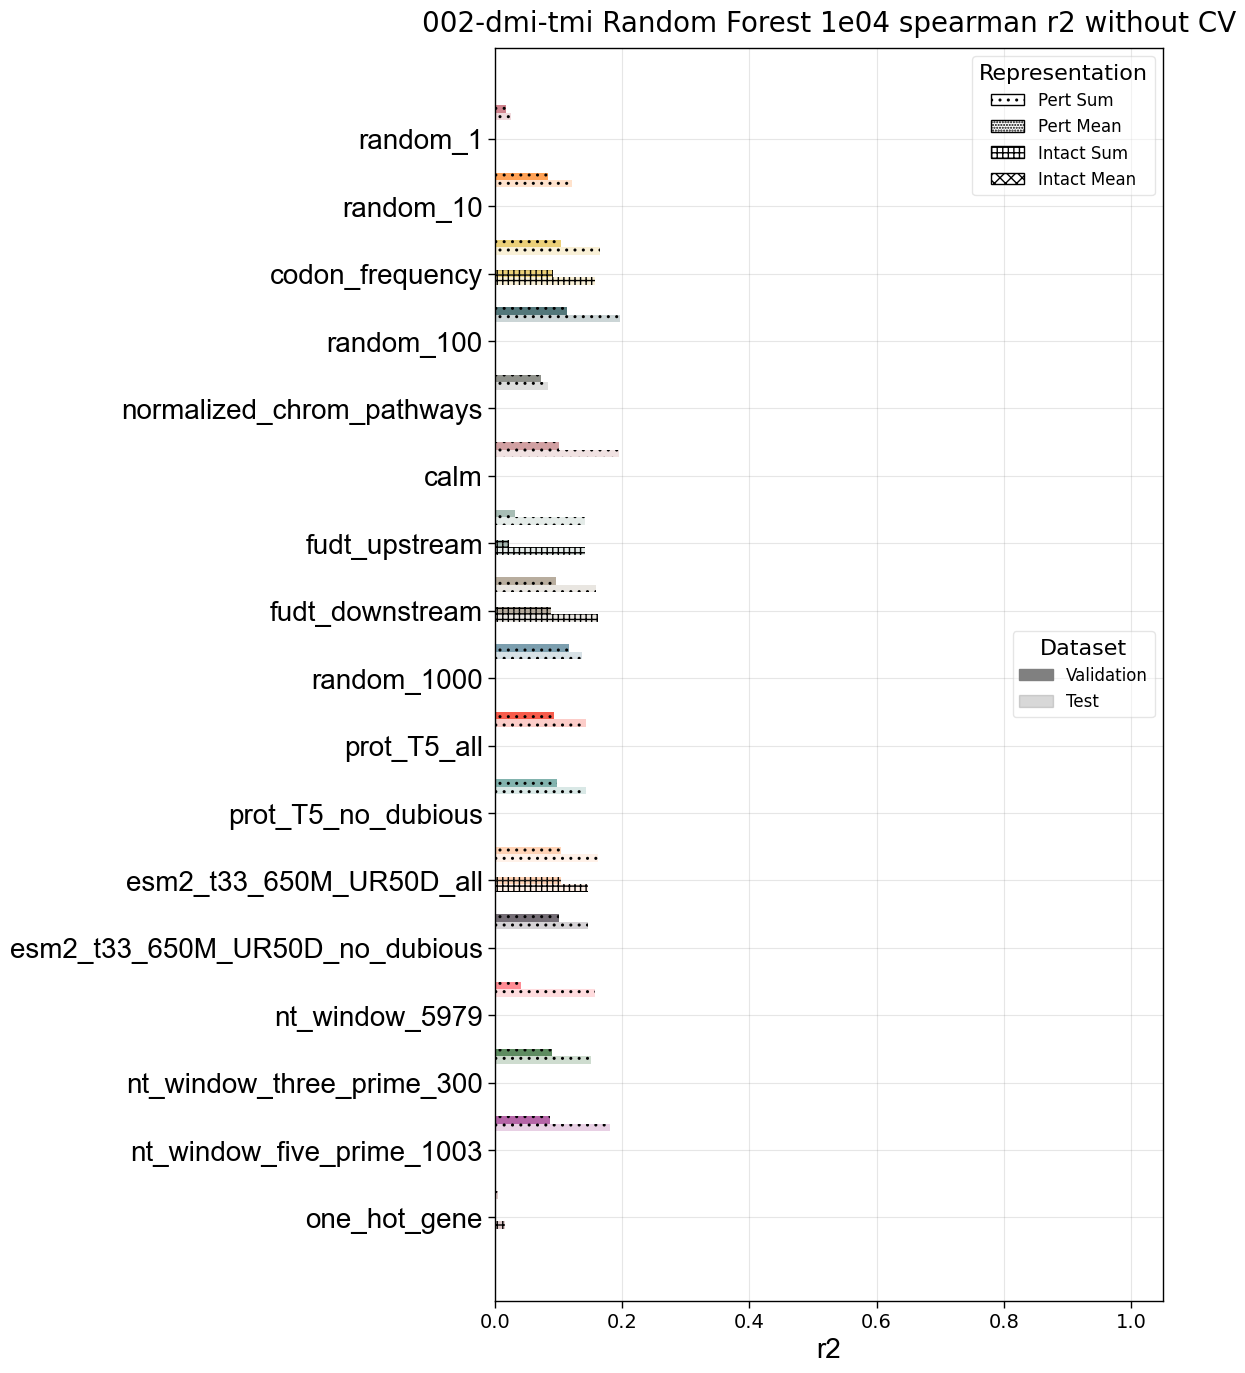 002-dmi-tmi Random Forest 1e04 spearman r2 without CV
Representation
Pert Sum
Pert Mean
Intact Sum
Intact Mean
random_1
random_10
codon_frequency
random_100
normalized_chrom_pathways
calm
fudt_upstream
fudt_downstream
random_1000
Dataset
Validation
Test
prot_T5_all
prot_T5_no_dubious
esm2_t33_650M_UR50D_all
esm2_t33_650M_UR50D_no_dubious
nt_window_5979
nt_window_three_prime_300
nt_window_five_prime_1003
one_hot_gene
0.0 0.2 0.4 0.6 0.8 1.0
r2